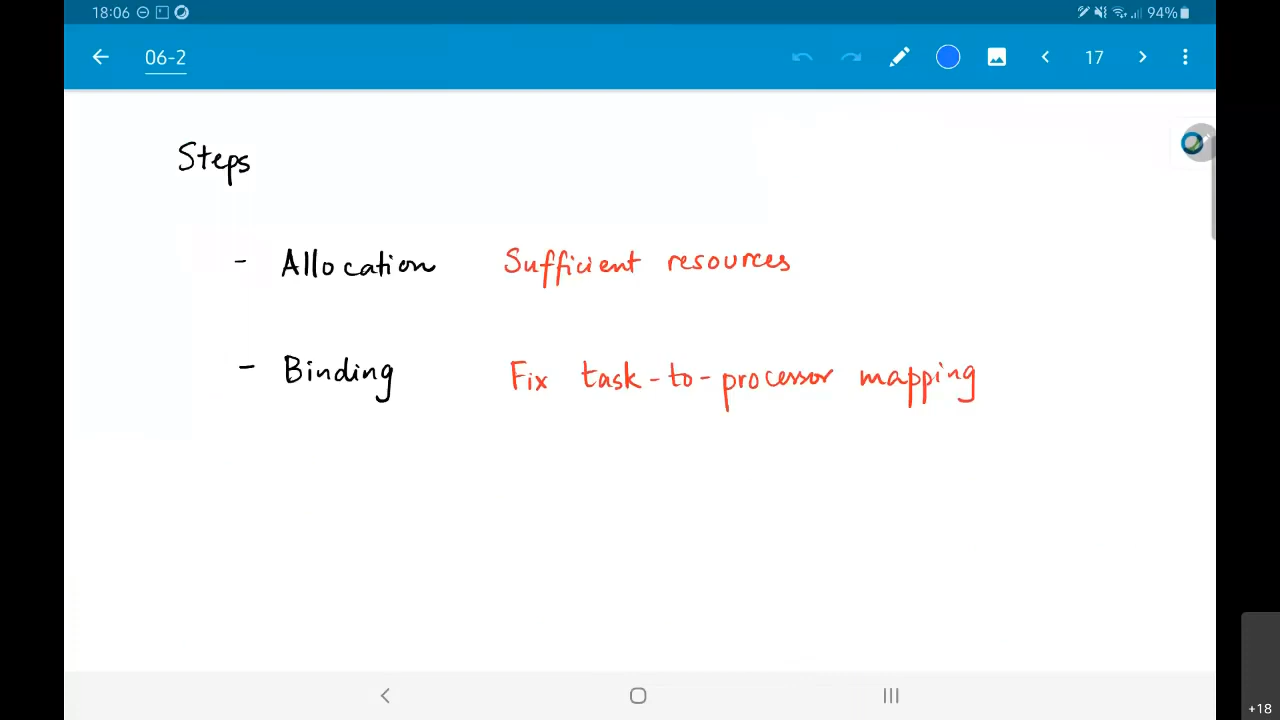 18:06
94%
06-2
17
Steps
- Allocation Sufficient resources
- Binding Fix task-to-processor mapping
+18